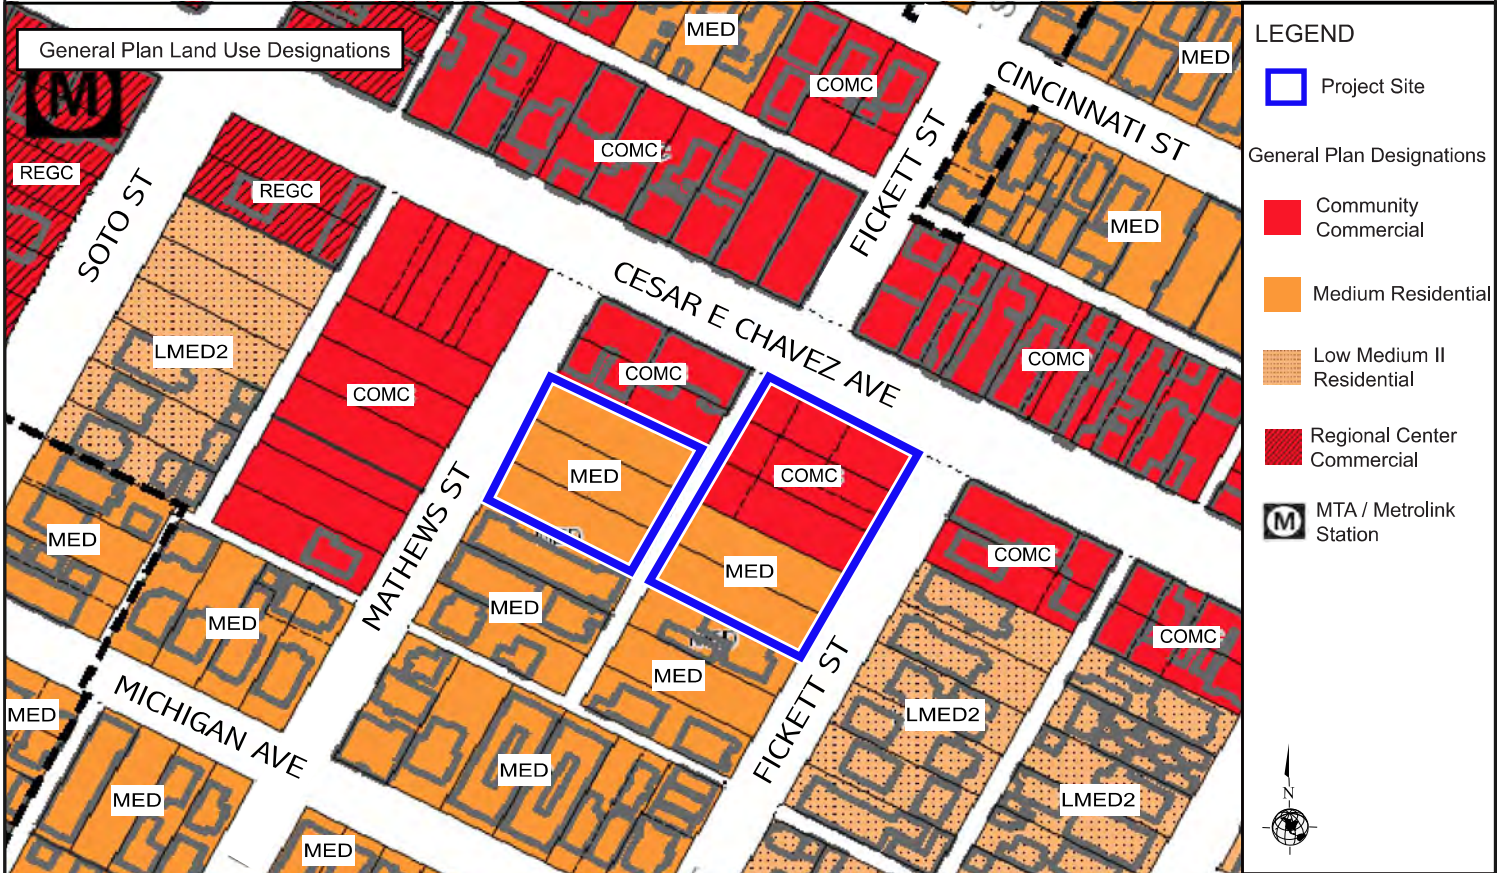 General Plan Land Use Designations
M
REGC
REGC
MED
COMC
COMC
MED
MED
CINCINNATI ST
FICKETT ST
SOTO ST
CESAR E CHAVEZ AVE
LMED2
COMC
COMC
COMC
MED
COMC
MATHEWS ST
MED
MED
MED
COMC
COMC
MED
MED
MED
FICKETT ST
LMED2
LMED2
MED
MICHIGAN AVE
MED
MED
MED
LEGEND
Project Site
General Plan Designations
Community
Commercial
Medium Residential
Low Medium II
Residential
Regional Center
Commercial
M
MTA / Metrolink
Station
N